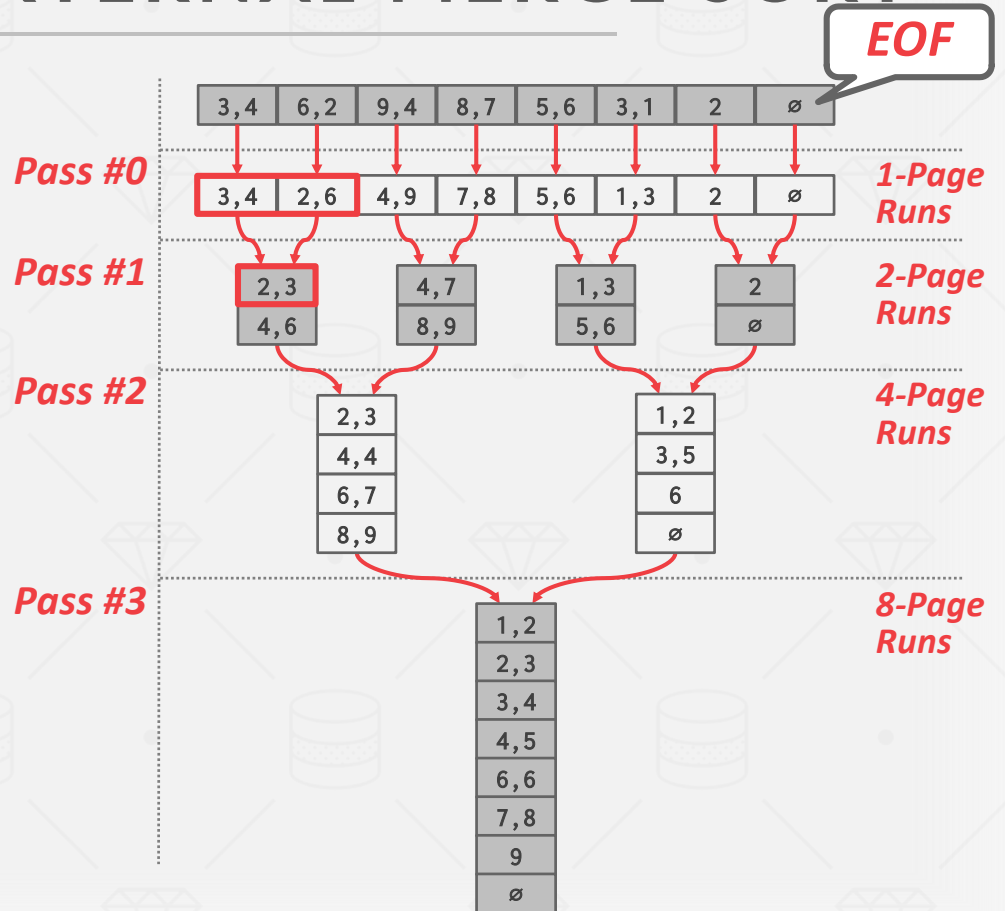 EOF
3,4 6,2 9,4 8,7 5,6 3,1 2 ø
Pass #0
3,4 2,6 4,9 7,8 5,6 1,3 2 ø
1-Page
Runs
Pass #1
2,3 4,7 1,3 2
4,6 8,9 5,6 ø
2-Page
Runs
Pass #2
2,3 1,2
4,4 3,5
6,7 6
8,9 ø
4-Page
Runs
Pass #3
1,2
2,3
3,4
4,5
6,6
7,8
9
ø
8-Page
Runs